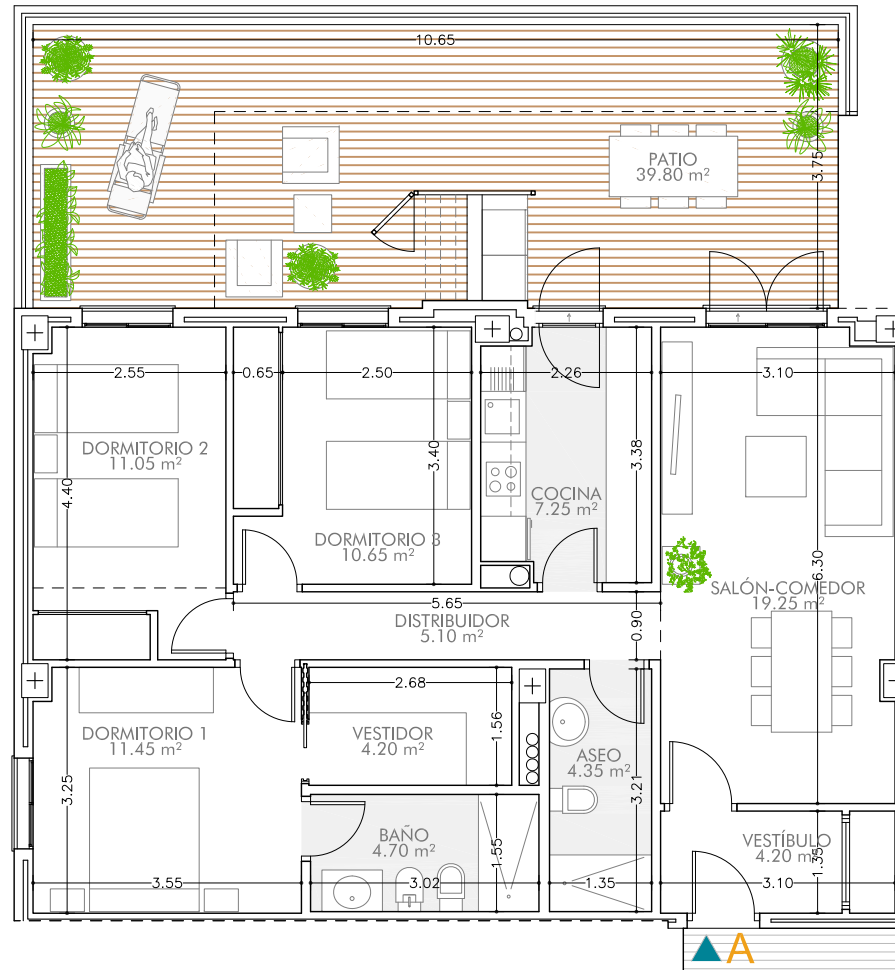 10.65
PATIO
39.80 m²
3.75
2.55
0.65
2.50
2.26
3.10
DORMITORIO 2
11.05 m²
4.40
3.40
3.38
COCINA
7.25 m²
DORMITORIO 3
10.65 m²
6.30
SALÓN-COMEDOR
19.25 m²
5.65
DISTRIBUIDOR
5.10 m²
0.90
2.68
DORMITORIO 1
11.45 m²
VESTIDOR
4.20 m²
1.56
ASEO
4.35 m²
3.25
3.21
BAÑO
4.70 m²
1.55
VESTÍBULO
4.20 m²
1.35
3.55
3.02
1.35
3.10
A